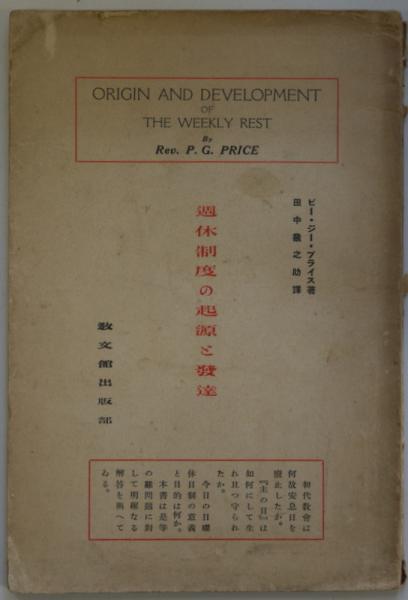 ORIGIN AND DEVELOPMENT
OF
THE WEEKLY REST
By
Rev. P. G. PRICE
ピー・ジー・プライス著
田中義之助譯
週休制度の起源と發達
教文館出版部
初代教會は
何故安息日を
廢止したか。
『主の日』は
如何にして生
れ且つ守られ
たか。
今日の日曜
休日制の意義
と目的は何か。
本書は是等
の難問題に對
して明確なる
解答を與へて
ゐる。